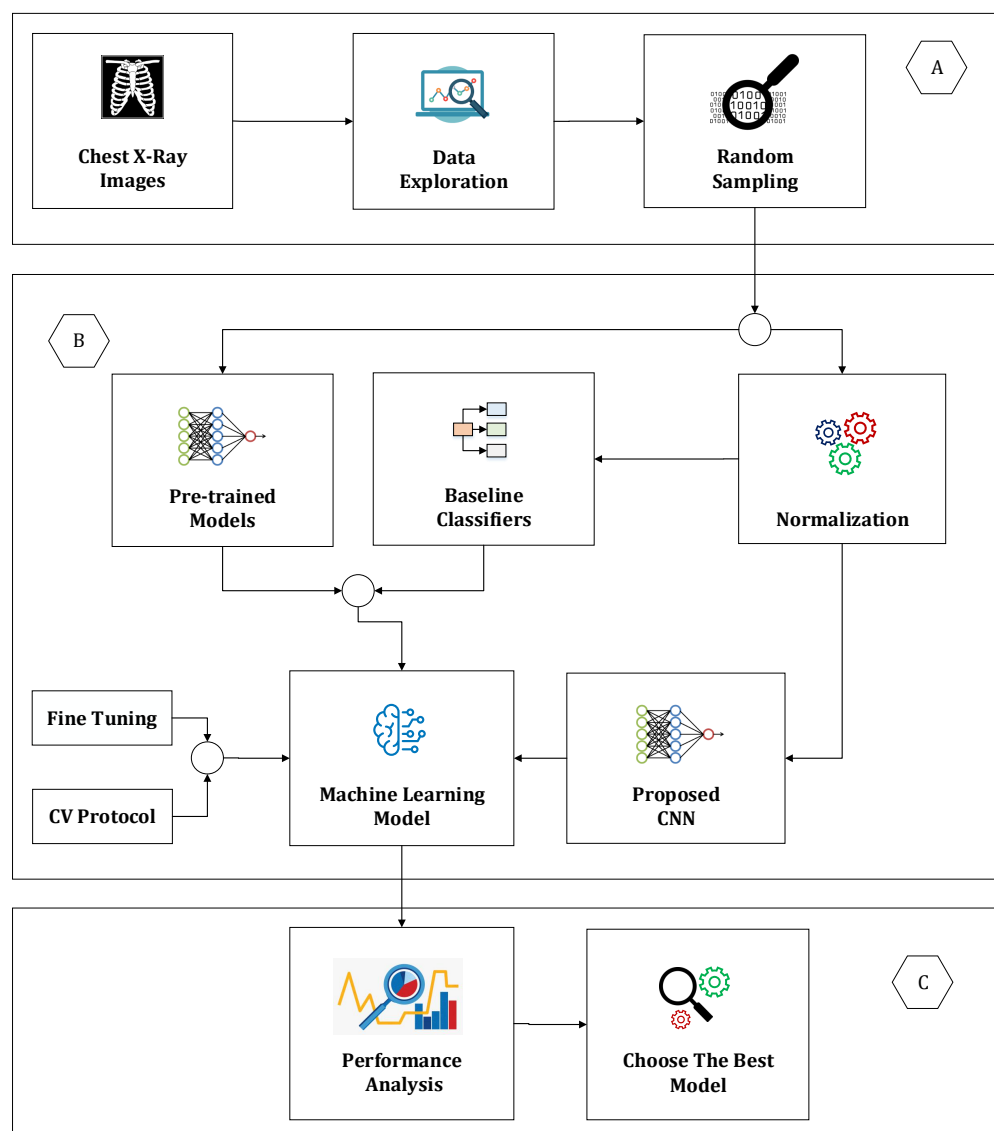 Chest X-Ray
Images
Data
Exploration
Random
Sampling
A
B
Pre-trained
Models
Baseline
Classifiers
Normalization
Fine Tuning
CV Protocol
Machine Learning
Model
Proposed
CNN
Performance
Analysis
Choose The Best
Model
C